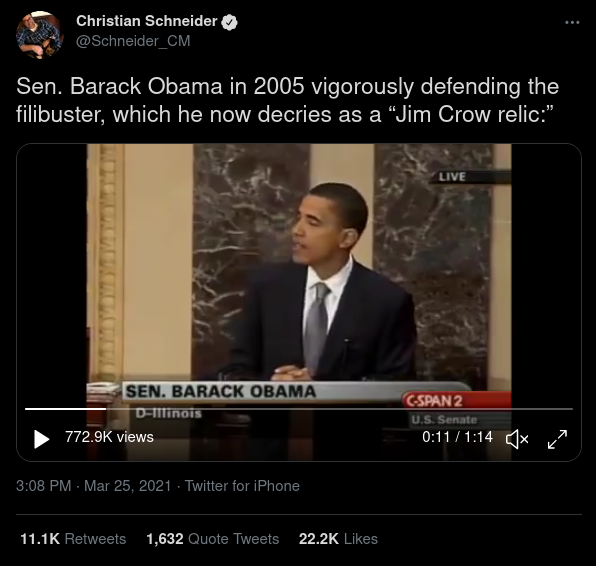 Christian Schneider
@Schneider_CM
Sen. Barack Obama in 2005 vigorously defending the
filibuster, which he now decries as a “Jim Crow relic:”
LIVE
SEN. BARACK OBAMA
D-Illinois
C-SPAN 2
U.S. Senate
772.9K views
0:11 / 1:14
3:08 PM · Mar 25, 2021 · Twitter for iPhone
11.1K Retweets 1,632 Quote Tweets 22.2K Likes